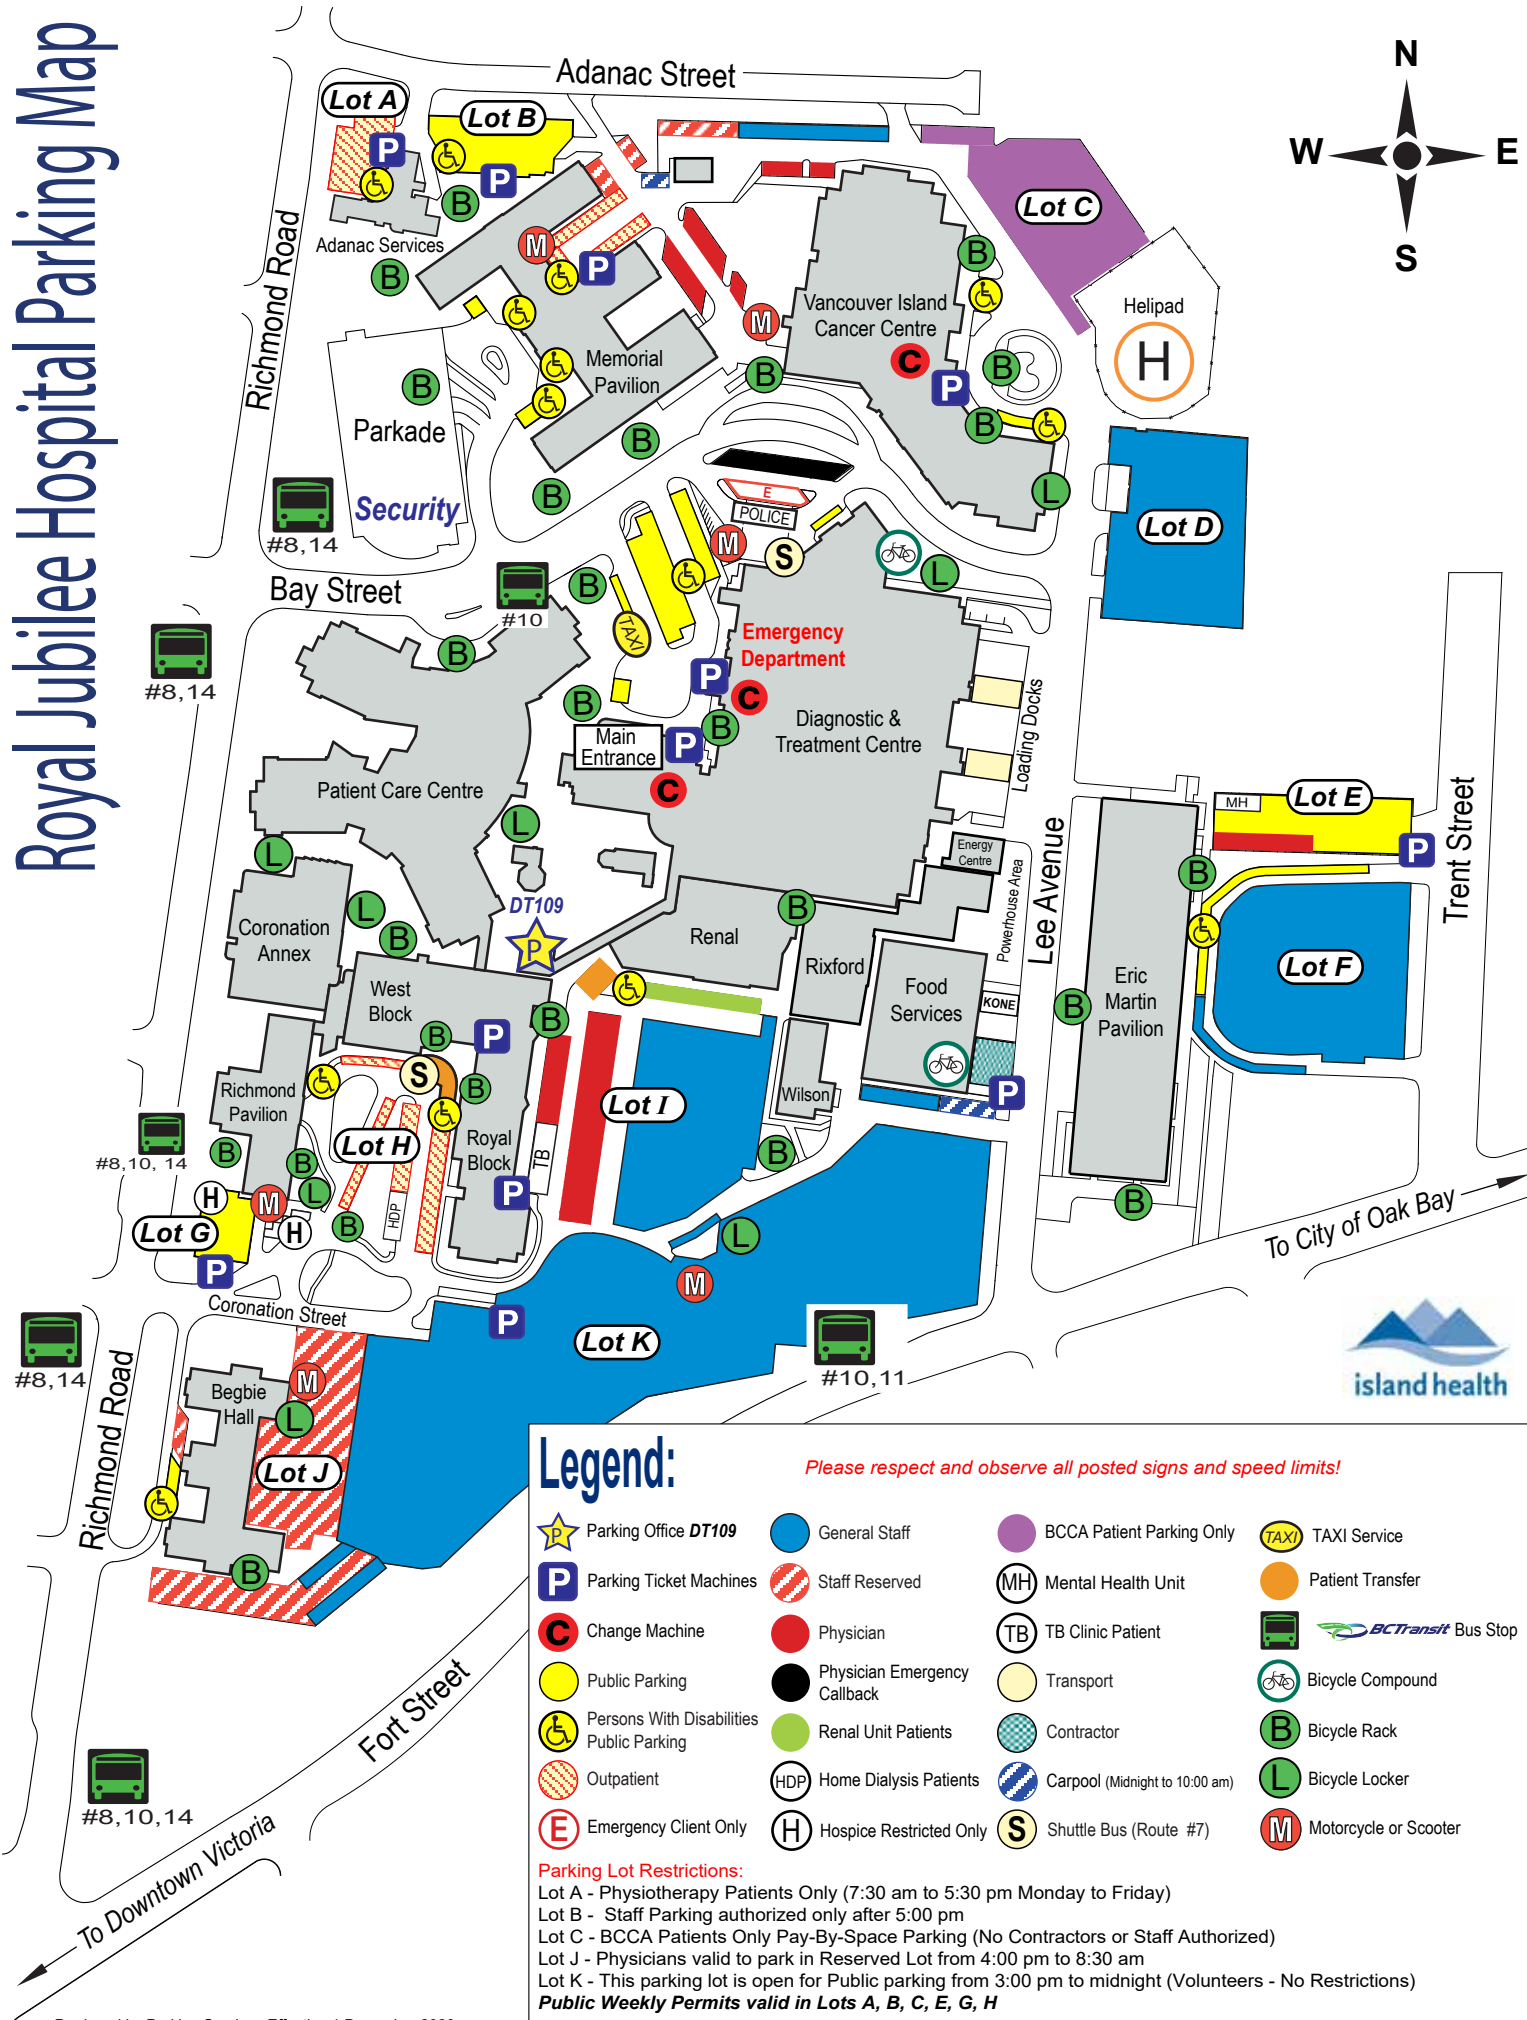 Royal Jubilee Hospital Parking Map
N
W E
S
Adanac Street
Lot A
Lot B
P
P
B
Adanac Services
B
Richmond Road
M
P
Lot C
B
Helipad
H
Vancouver Island
Cancer Centre
M
C
P
B
B
B
Memorial
Pavilion
B
Parkade
Security
B
B
L
Lot D
#8,14
Bay Street
E
POLICE
M
S
L
#10
B
TAXI
B
#8,14
Emergency
Department
P
C
B
B
Main
Entrance
P
C
Diagnostic &
Treatment Centre
Loading Docks
Patient Care Centre
L
L
Energy
Centre
Powerhouse Area
Lee Avenue
MH
Lot E
P
Trent Street
B
Coronation
Annex
L
B
DT109
P
Renal
B
Rixford
Food
Services
KONE
Eric
Martin
Pavilion
B
Lot F
West
Block
B
P
B
S
B
Richmond
Pavilion
Lot H
Royal
Block
TB
Lot I
Wilson
P
B
#8,10, 14
B
B
L
H
M
H
B
HDP
P
Lot G
P
Coronation Street
L
M
B
To City of Oak Bay
P
Lot K
#10,11
island health
#8,14
Richmond Road
Begbie
Hall
M
L
Lot J
B
Fort Street
#8,10,14
To Downtown Victoria
Legend:
Please respect and observe all posted signs and speed limits!
P Parking Office DT109
P Parking Ticket Machines
C Change Machine
Public Parking
Persons With Disabilities
Public Parking
Outpatient
E Emergency Client Only
General Staff
Staff Reserved
Physician
Physician Emergency
Callback
Renal Unit Patients
HDP Home Dialysis Patients
H Hospice Restricted Only
BCCA Patient Parking Only
MH Mental Health Unit
TB TB Clinic Patient
Transport
Contractor
Carpool (Midnight to 10:00 am)
S Shuttle Bus (Route #7)
TAXI TAXI Service
Patient Transfer
BCTransit Bus Stop
Bicycle Compound
B Bicycle Rack
L Bicycle Locker
M Motorcycle or Scooter
Parking Lot Restrictions:
Lot A - Physiotherapy Patients Only (7:30 am to 5:30 pm Monday to Friday)
Lot B - Staff Parking authorized only after 5:00 pm
Lot C - BCCA Patients Only Pay-By-Space Parking (No Contractors or Staff Authorized)
Lot J - Physicians valid to park in Reserved Lot from 4:00 pm to 8:30 am
Lot K - This parking lot is open for Public parking from 3:00 pm to midnight (Volunteers - No Restrictions)
Public Weekly Permits valid in Lots A, B, C, E, G, H